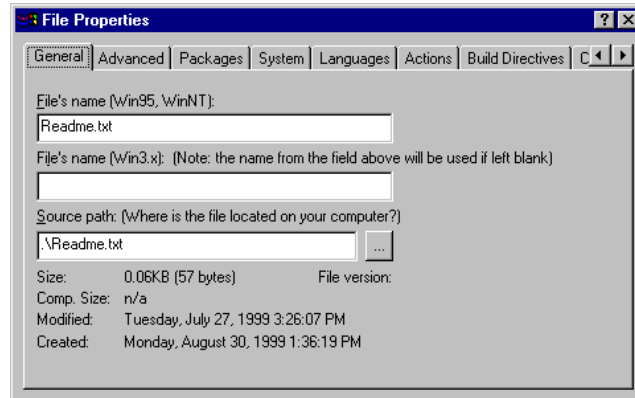 File Properties
General Advanced Packages System Languages Actions Build Directives C
File's name (Win95, WinNT):
Readme.txt
File's name (Win3.x): (Note: the name from the field above will be used if left blank)
Source path: (Where is the file located on your computer?)
.\Readme.txt ...
Size: 0.06KB (57 bytes) File version:
Comp. Size: n/a
Modified: Tuesday, July 27, 1999 3:26:07 PM
Created: Monday, August 30, 1999 1:36:19 PM